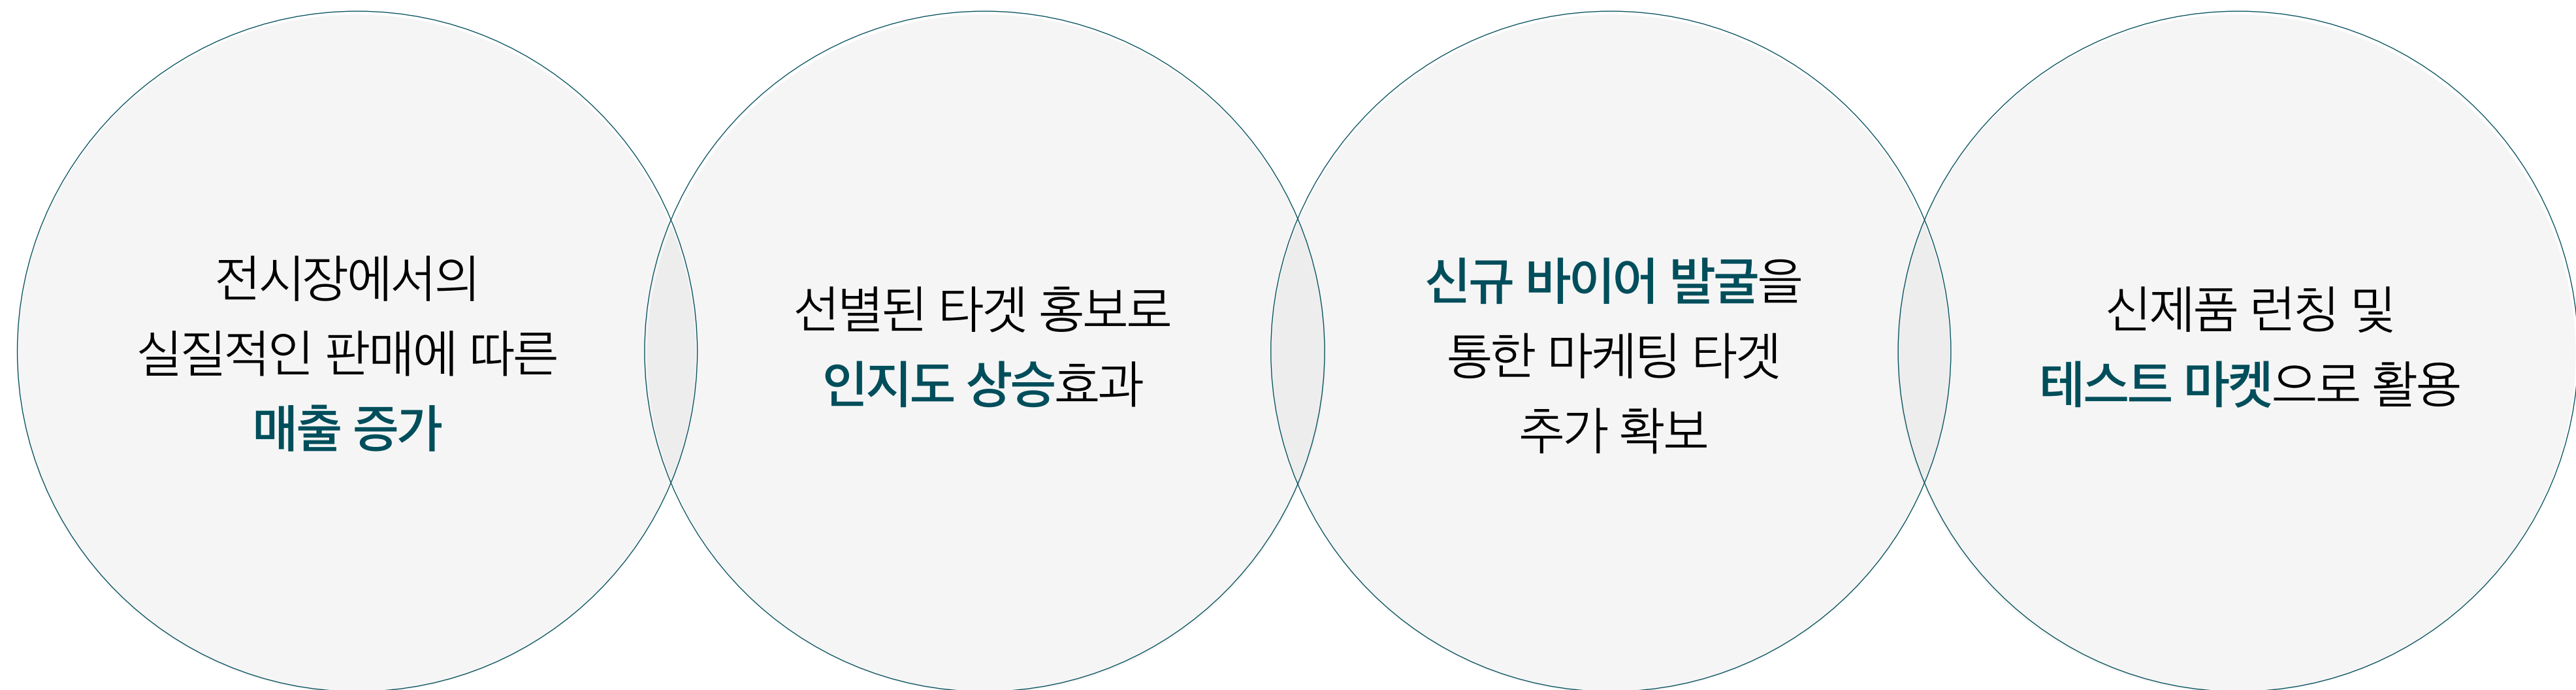 전시장에서의
실질적인 판매에 따른
매출 증가
선별된 타겟 홍보로
인지도 상승효과
신규 바이어 발굴을
통한 마케팅 타겟
추가 확보
신제품 런칭 및
테스트 마켓으로 활용